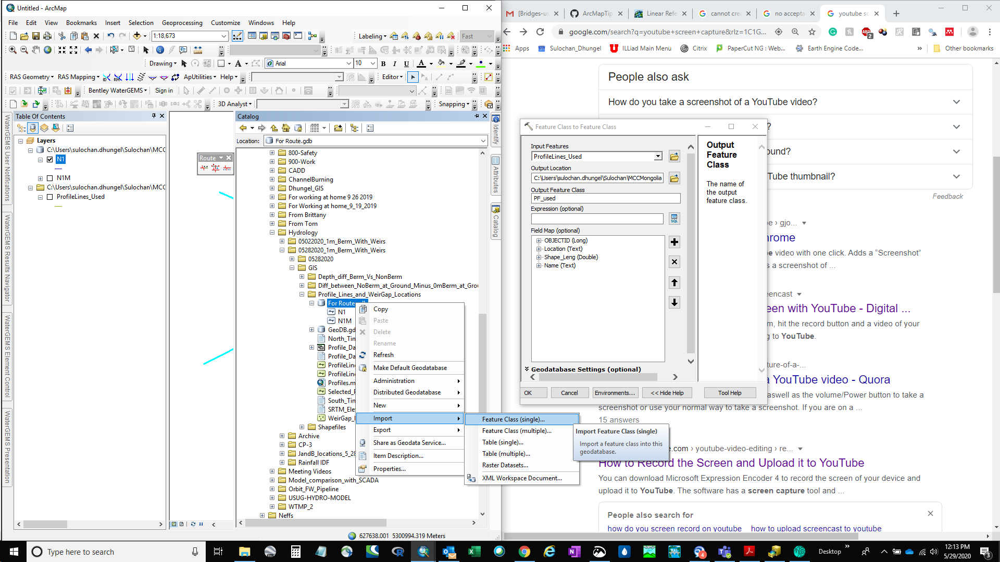 Untitled - ArcMap
File Edit View Bookmarks Insert Selection Geoprocessing Customize Windows Help
1:18,673
Labeling
Fast
Drawing
Arial
10
B I U A
RAS Geometry RAS Mapping ApUtilities Help
Editor
Bentley WaterGEMS Sign in
3D Analyst
Snapping
Table Of Contents
Layers
C:\Users\sulochan.dhungel\Sulochan\MCC
N1
N1M
C:\Users\sulochan.dhungel\Sulochan\MCC
ProfileLines_Used
WaterGEMS User Notifications
WaterGEMS Results Navigator
WaterGEMS Element Control
WaterGEMS Presentation
Route
Catalog
Location: For Route.gdb
800-Safety
900-Work
CADD
ChannelBurning
Dhungel_GIS
For working at home 9 26 2019
For Working at home_9_19_2019
From Brittany
From Tom
Hydrology
05022020_1m_Berm_With_Weirs
05282020_1m_Berm_With_Weirs
05282020
GIS
Depth_diff_Berm_Vs_NonBerm
Diff_between_NoBerm_at_Ground_Minus_0mBerm_at_Grou
Profile_Lines_and_WeirGap_Locations
For Route
N1
N1M
GeoDB.gd
North_Tin
Profile_Da
Profile_Da
ProfileLin
ProfileLin
Profiles.m
Selected_P
South_Tin
SRTM_Ele
WeirGap_
Shapefiles
Archive
CP-3
JandB_locations_5_28
Rainfall IDF
Meeting Videos
Model_comparison_with_SCADA
Orbit_FW_Pipeline
USUG-HYDRO-MODEL
WTMP_2
Neffs
Identify
Attributes
Catalog
627638.001 5300994.319 Meters
Copy
Paste
Delete
Rename
Refresh
Make Default Geodatabase
Administration
Distributed Geodatabase
New
Import
Export
Share as Geodata Service...
Item Description...
Properties...
Feature Class (single)...
Feature Class (multiple)...
Table (single)...
Table (multiple)...
Raster Datasets...
XML Workspace Document...
Import Feature Class (single)
Import a feature class into this
geodatabase.
Feature Class to Feature Class
Input Features
ProfileLines_Used
Output Location
C:\Users\sulochan.dhungel\Sulochan\MCCMongolia
Output Feature Class
PF_used
Expression (optional)
SQL
Field Map (optional)
OBJECTID (Long)
Location (Text)
Shape_Leng (Double)
Name (Text)
Geodatabase Settings (optional)
OK Cancel Environments... << Hide Help Tool Help
Output
Feature
Class
The name of
the output
feature class.
[Bridges-us ArcMapTip Linear Refe cannot cre no accepta youtube sc
google.com/search?q=youtube+screen+capture&rlz=1C1G...
Apps Sulochan_Dhungel ILLiad Main Menu Citrix PaperCut NG : Web... Earth Engine Code... » Other bookmarks
People also ask
How do you take a screenshot of a YouTube video?
?
ound?
Tube thumbnail?
Feedback
be › gjo...
hrome
e video with one click. Adds a “Screenshot”
s a screenshot of ...
eencast
een with YouTube - Digital ...
m, hit the record button and a video of your
g to YouTube.
ture-of-a-...
a YouTube video - Quora
aswell as the volume/Power button to take a
screenshot or use your normal way to take a screenshot. If you are on a ...
15 answers
e.com › youtube-video-editing › re...
How to Record the Screen and Upload it to YouTube
You can download Microsoft Expression Encoder 4 to record the screen of your device and
upload it to YouTube. The software has a screen capture tool and ...
People also search for
how do you screen record on youtube how to upload screencast to youtube
Type here to search
Desktop
12:13 PM
5/29/2020
3